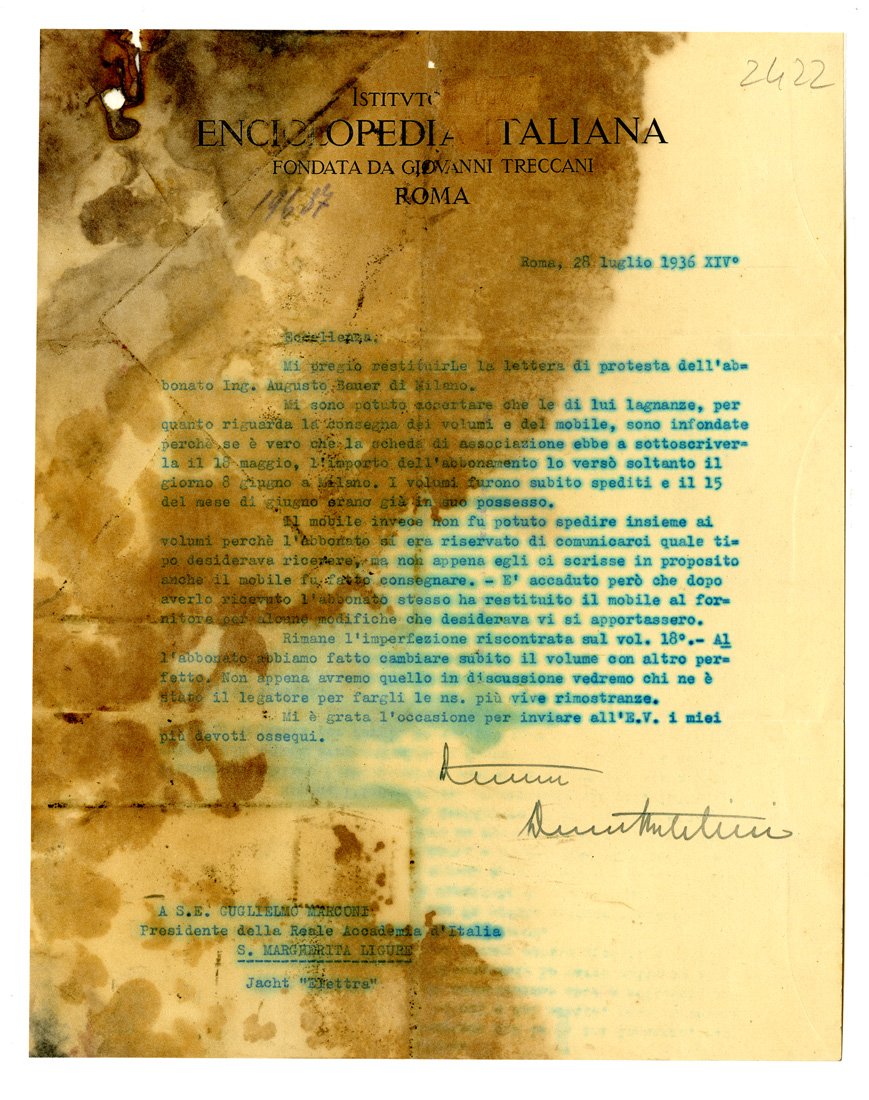 2422
ISTITVTO
ENCICLOPEDIA ITALIANA
FONDATA DA GIOVANNI TRECCANI
ROMA
Roma, 28 luglio 1936 XIV°
Eccellenza,
Mi pregio restituirLe la lettera di protesta dell'ab=
bonato Ing. Augusto Bauer di Milano.
Mi sono potuto accertare che le di lui lagnanze, per
quanto riguarda la consegna dei volumi e del mobile, sono infondate
perchè se è vero che la scheda di associazione ebbe a sottoscriver=
la il 18 maggio, l'importo dell'abbonamento lo versò soltanto il
giorno 8 giugno a Milano. I volumi furono subito spediti e il 15
del mese di giugno erano già in suo possesso.
Il mobile invece non fu potuto spedire insieme ai
volumi perchè l'Abbonato si era riservato di comunicarci quale ti=
po desiderava ricevere, ma non appena egli ci scrisse in proposito
anche il mobile fu fatto consegnare. - E' accaduto però che dopo
averlo ricevuto l'abbonato stesso ha restituito il mobile al for=
nitore per alcune modifiche che desiderava vi si apportassero.
Rimane l'imperfezione riscontrata sul vol. 18°.- Al
l'abbonato abbiamo fatto cambiare subito il volume con altro per=
fetto. Non appena avremo quello in discussione vedremo chi ne è
stato il legatore per fargli le ns. più vive rimostranze.
Mi è grata l'occasione per inviare all'E.V. i miei
più devoti ossequi.
A S.E. GUGLIELMO MARCONI
Presidente della Reale Accademia d'Italia
S. MARGHERITA LIGURE
Jacht "Elettra"